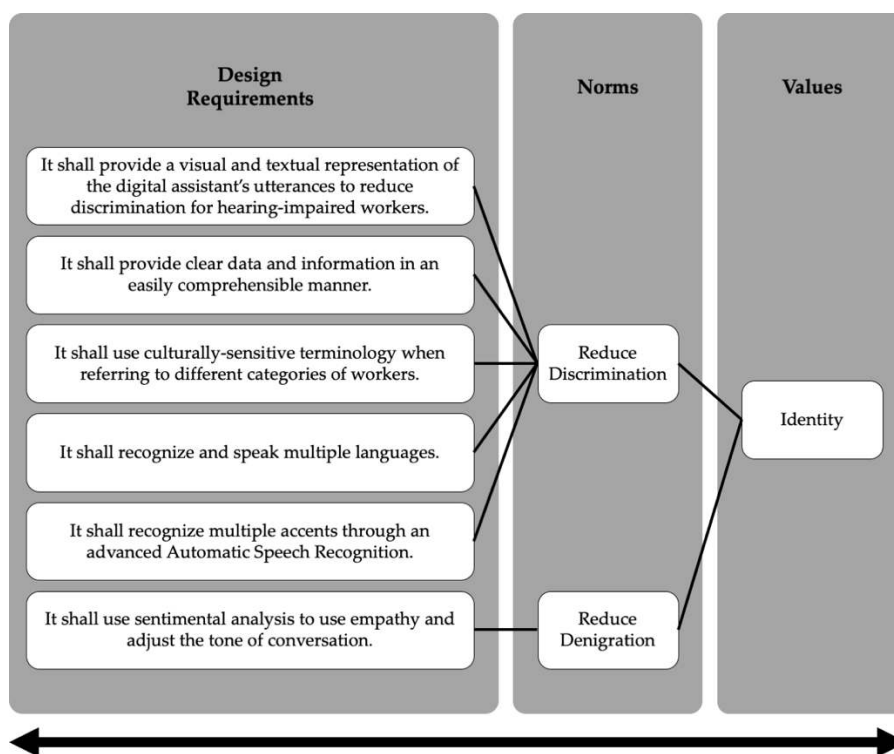 Design
Requirements
Norms
Values
It shall provide a visual and textual representation of
the digital assistant's utterances to reduce
discrimination for hearing-impaired workers.
It shall provide clear data and information in an
easily comprehensible manner.
It shall use culturally-sensitive terminology when
referring to different categories of workers.
It shall recognize and speak multiple languages.
It shall recognize multiple accents through an
advanced Automatic Speech Recognition.
It shall use sentimental analysis to use empathy and
adjust the tone of conversation.
Reduce
Discrimination
Reduce
Denigration
Identity